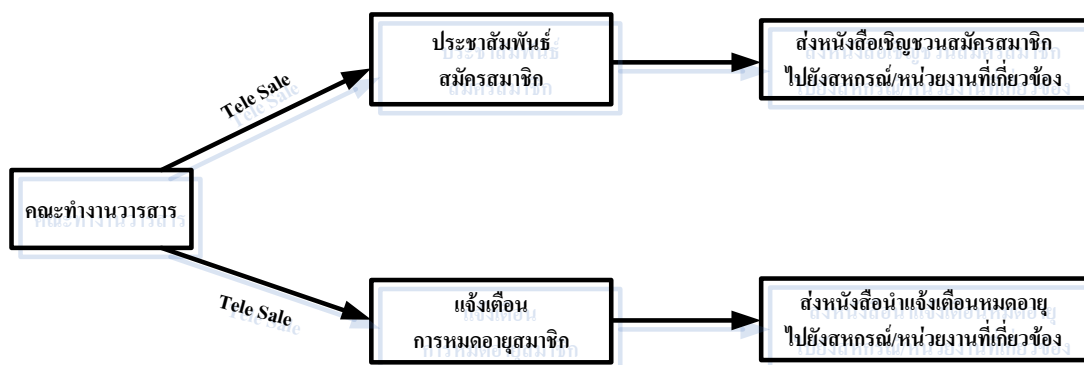 ประชาสัมพันธ์
สมัครสมาชิก
ส่งหนังสือเชิญชวนสมัครสมาชิก
ไปยังสหกรณ์/หน่วยงานที่เกี่ยวข้อง
Tele Sale
คณะทำงานวารสาร
Tele Sale
แจ้งเตือน
การหมดอายุสมาชิก
ส่งหนังสือนำแจ้งเตือนหมดอายุ
ไปยังสหกรณ์/หน่วยงานที่เกี่ยวข้อง